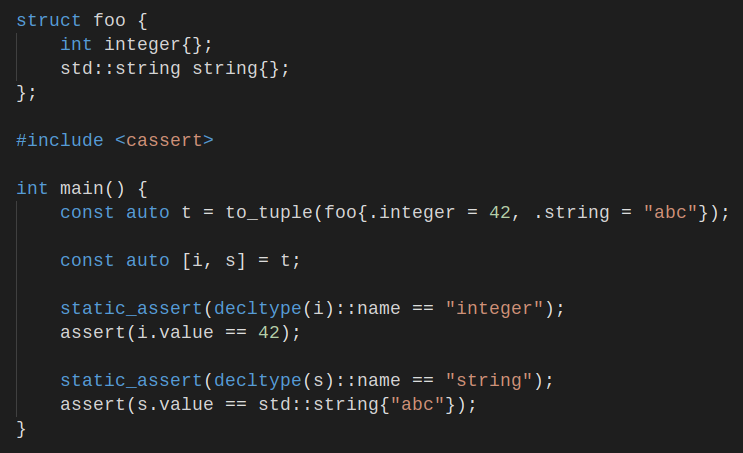 struct foo {
    int integer{};
    std::string string{};
};

#include <cassert>

int main() {
    const auto t = to_tuple(foo{.integer = 42, .string = "abc"});

    const auto [i, s] = t;

    static_assert(decltype(i)::name == "integer");
    assert(i.value == 42);

    static_assert(decltype(s)::name == "string");
    assert(s.value == std::string{"abc"});
}